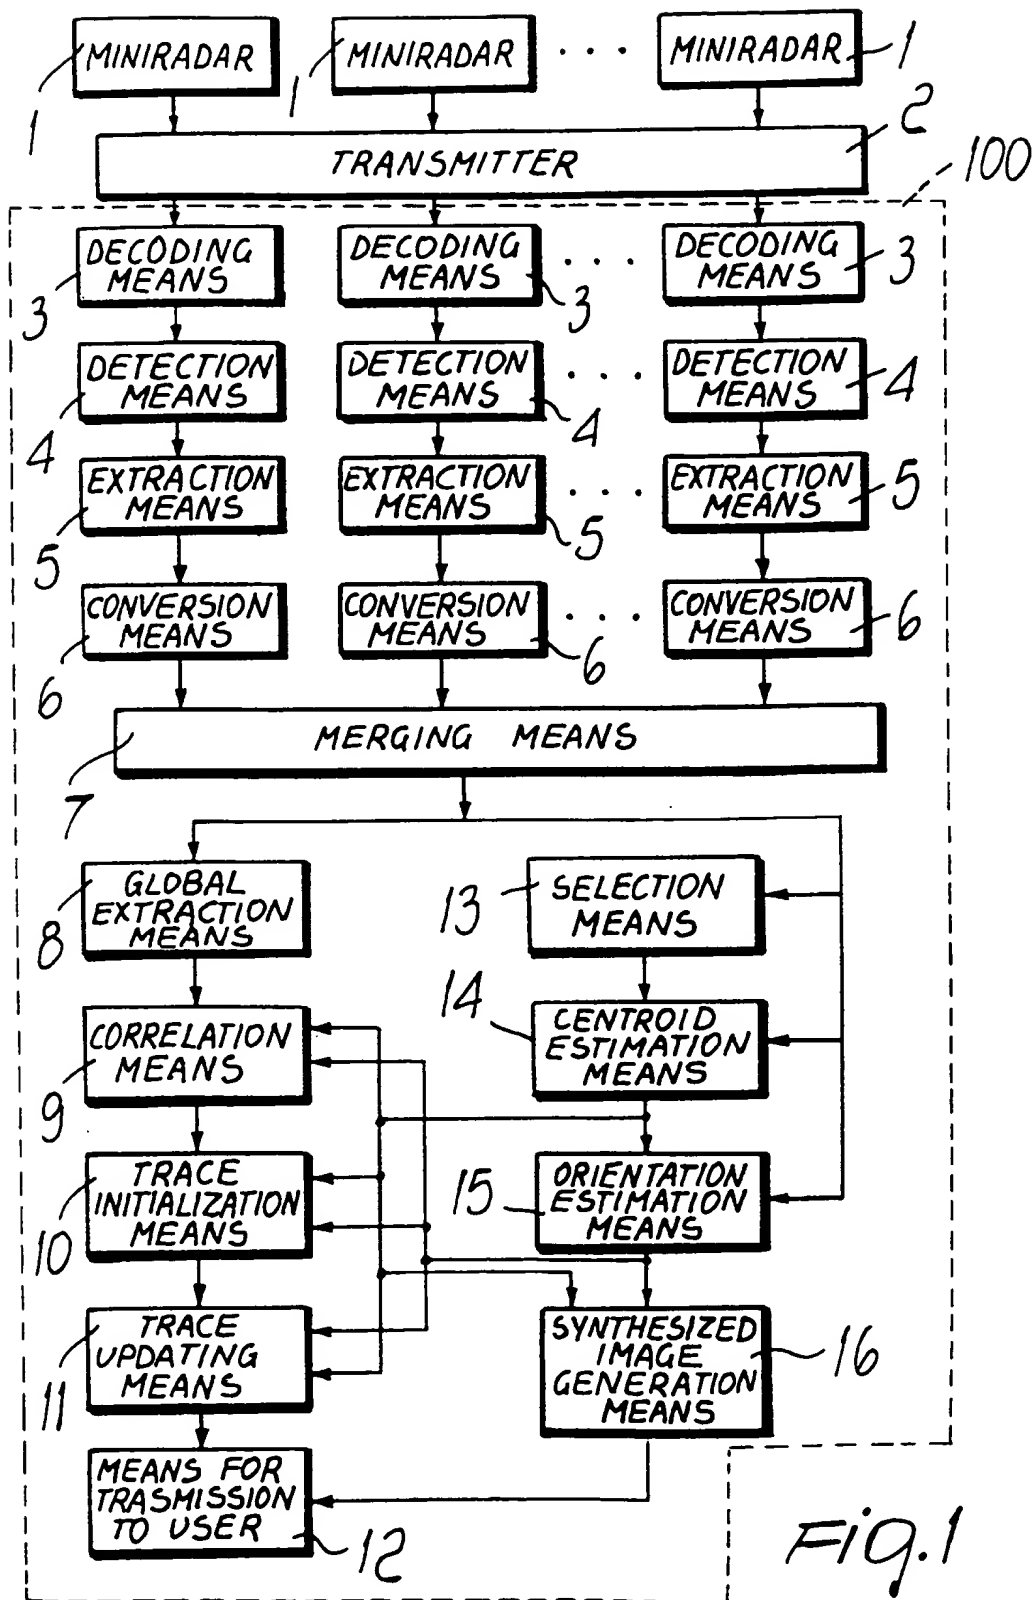 MINIRADAR
MINIRADAR
. . .
MINIRADAR
1
1
1
TRANSMITTER
2
100
DECODING
MEANS
3
DECODING
MEANS
3
. . .
DECODING
MEANS
3
DETECTION
MEANS
4
DETECTION
MEANS
4
. . .
DETECTION
MEANS
4
EXTRACTION
MEANS
5
EXTRACTION
MEANS
5
. . .
EXTRACTION
MEANS
5
CONVERSION
MEANS
6
CONVERSION
MEANS
6
. . .
CONVERSION
MEANS
6
MERGING MEANS
7
GLOBAL
EXTRACTION
MEANS
8
13
SELECTION
MEANS
CORRELATION
MEANS
9
14
CENTROID
ESTIMATION
MEANS
TRACE
INITIALIZATION
MEANS
10
15
ORIENTATION
ESTIMATION
MEANS
TRACE
UPDATING
MEANS
11
SYNTHESIZED
IMAGE
GENERATION
MEANS
16
MEANS FOR
TRASMISSION
TO USER
12
Fig.1